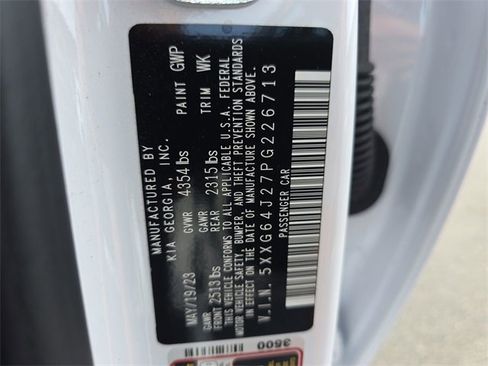 MANUFACTURED BY
KIA GEORGIA, INC.
MAY/19/23 GVWR 4354 lbs PAINT GWP
GAWR FRONT 2513 lbs GAWR REAR 2315 lbs TRIM WK
THIS VEHICLE CONFORMS TO ALL APPLICABLE U.S.A. FEDERAL
MOTOR VEHICLE SAFETY, BUMPER, AND THEFT PREVENTION STANDARDS
IN EFFECT ON THE DATE OF MANUFACTURE SHOWN ABOVE.
V.I.N. 5XXG64J27PG226713
PASSENGER CAR
3500